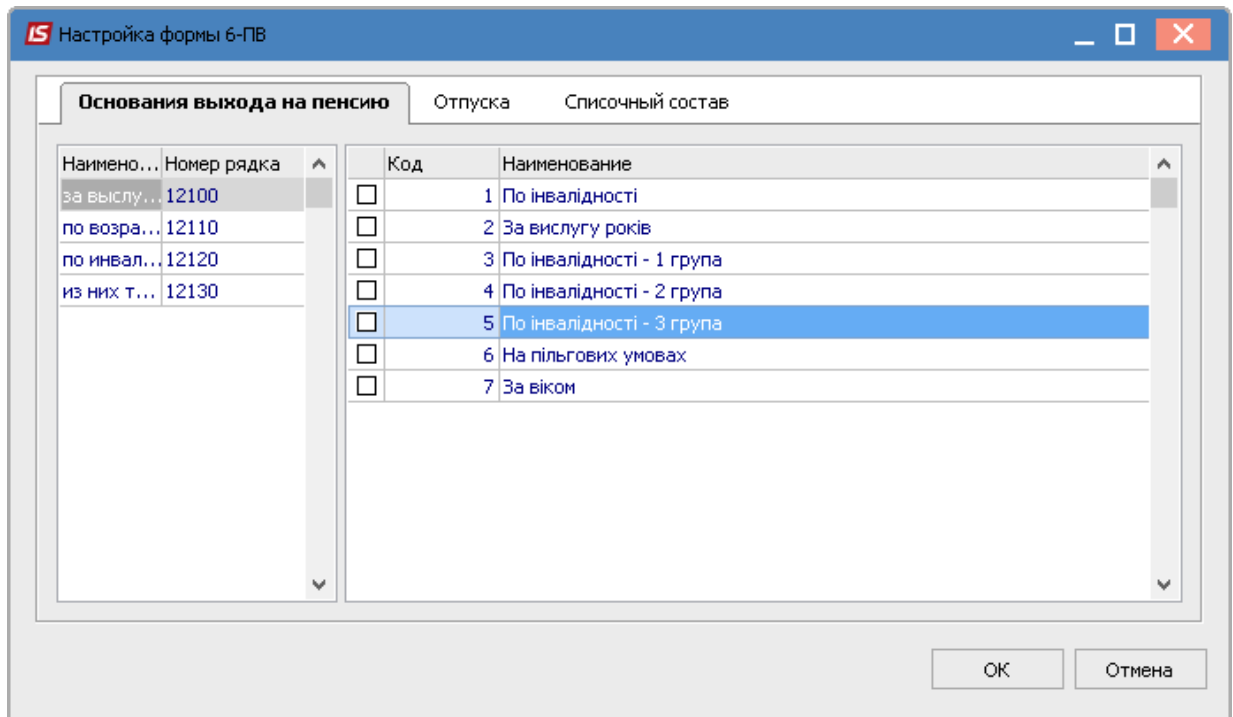 IS Настройка формы 6-ПВ
Основания выхода на пенсию Отпуска Списочный состав
Наимено... Номер рядка
за выслу... 12100
по возра... 12110
по инвал... 12120
из них т... 12130
Код Наименование
1 По інвалідності
2 За вислугу років
3 По інвалідності - 1 група
4 По інвалідності - 2 група
5 По інвалідності - 3 група
6 На пільгових умовах
7 За віком
ОК Отмена